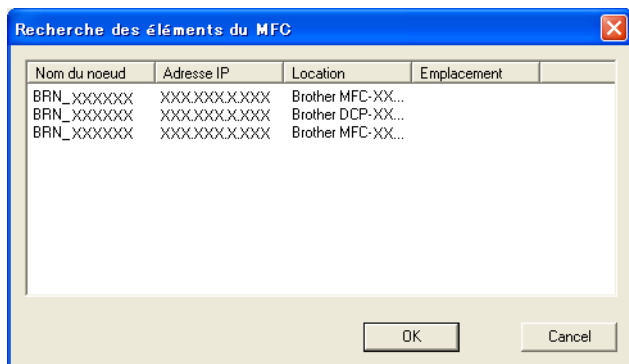 Recherche des éléments du MFC
Nom du noeud Adresse IP Location Emplacement
BRN_XXXXXX XXX.XXX.X.XXX Brother MFC-XX...
BRN_XXXXXX XXX.XXX.X.XXX Brother DCP-XX...
BRN_XXXXXX XXX.XXX.X.XXX Brother MFC-XX...
OK Cancel